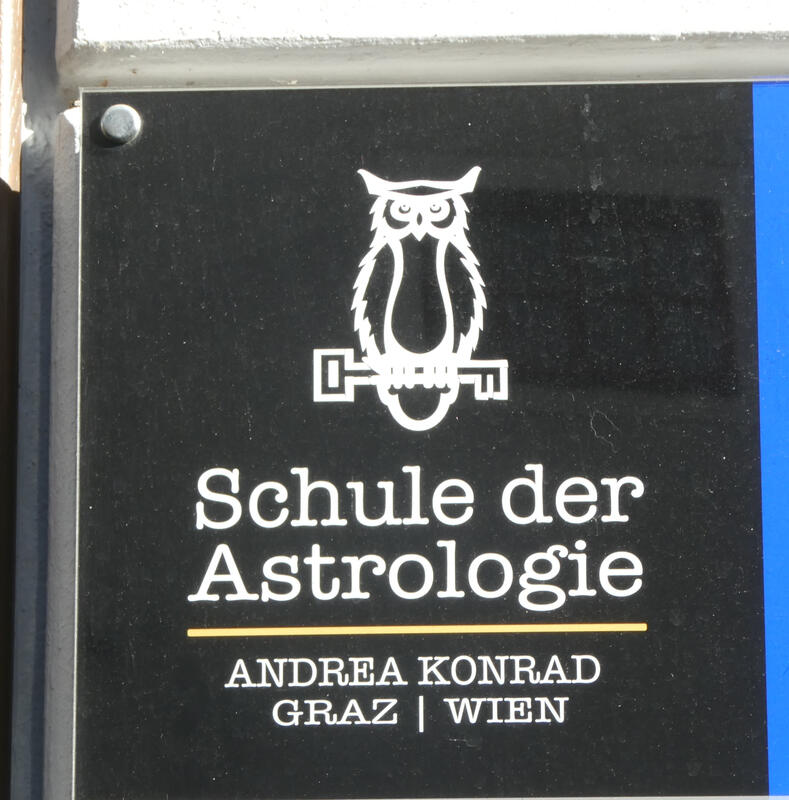 Schule der
Astrologie
ANDREA KONRAD
GRAZ | WIEN